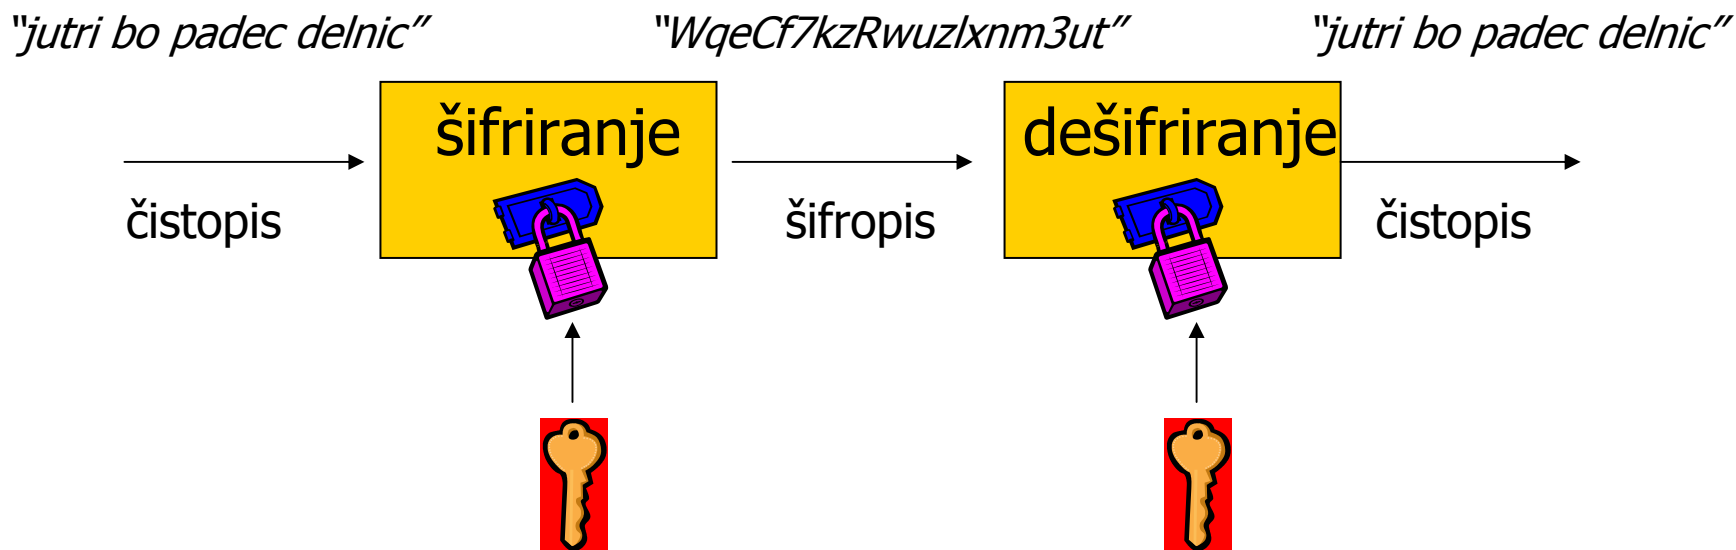 “jutri bo padec delnic” “WqeCf7kzRwuzlxnm3ut” “jutri bo padec delnic”
šifriranje dešifriranje
čistopis šifropis čistopis